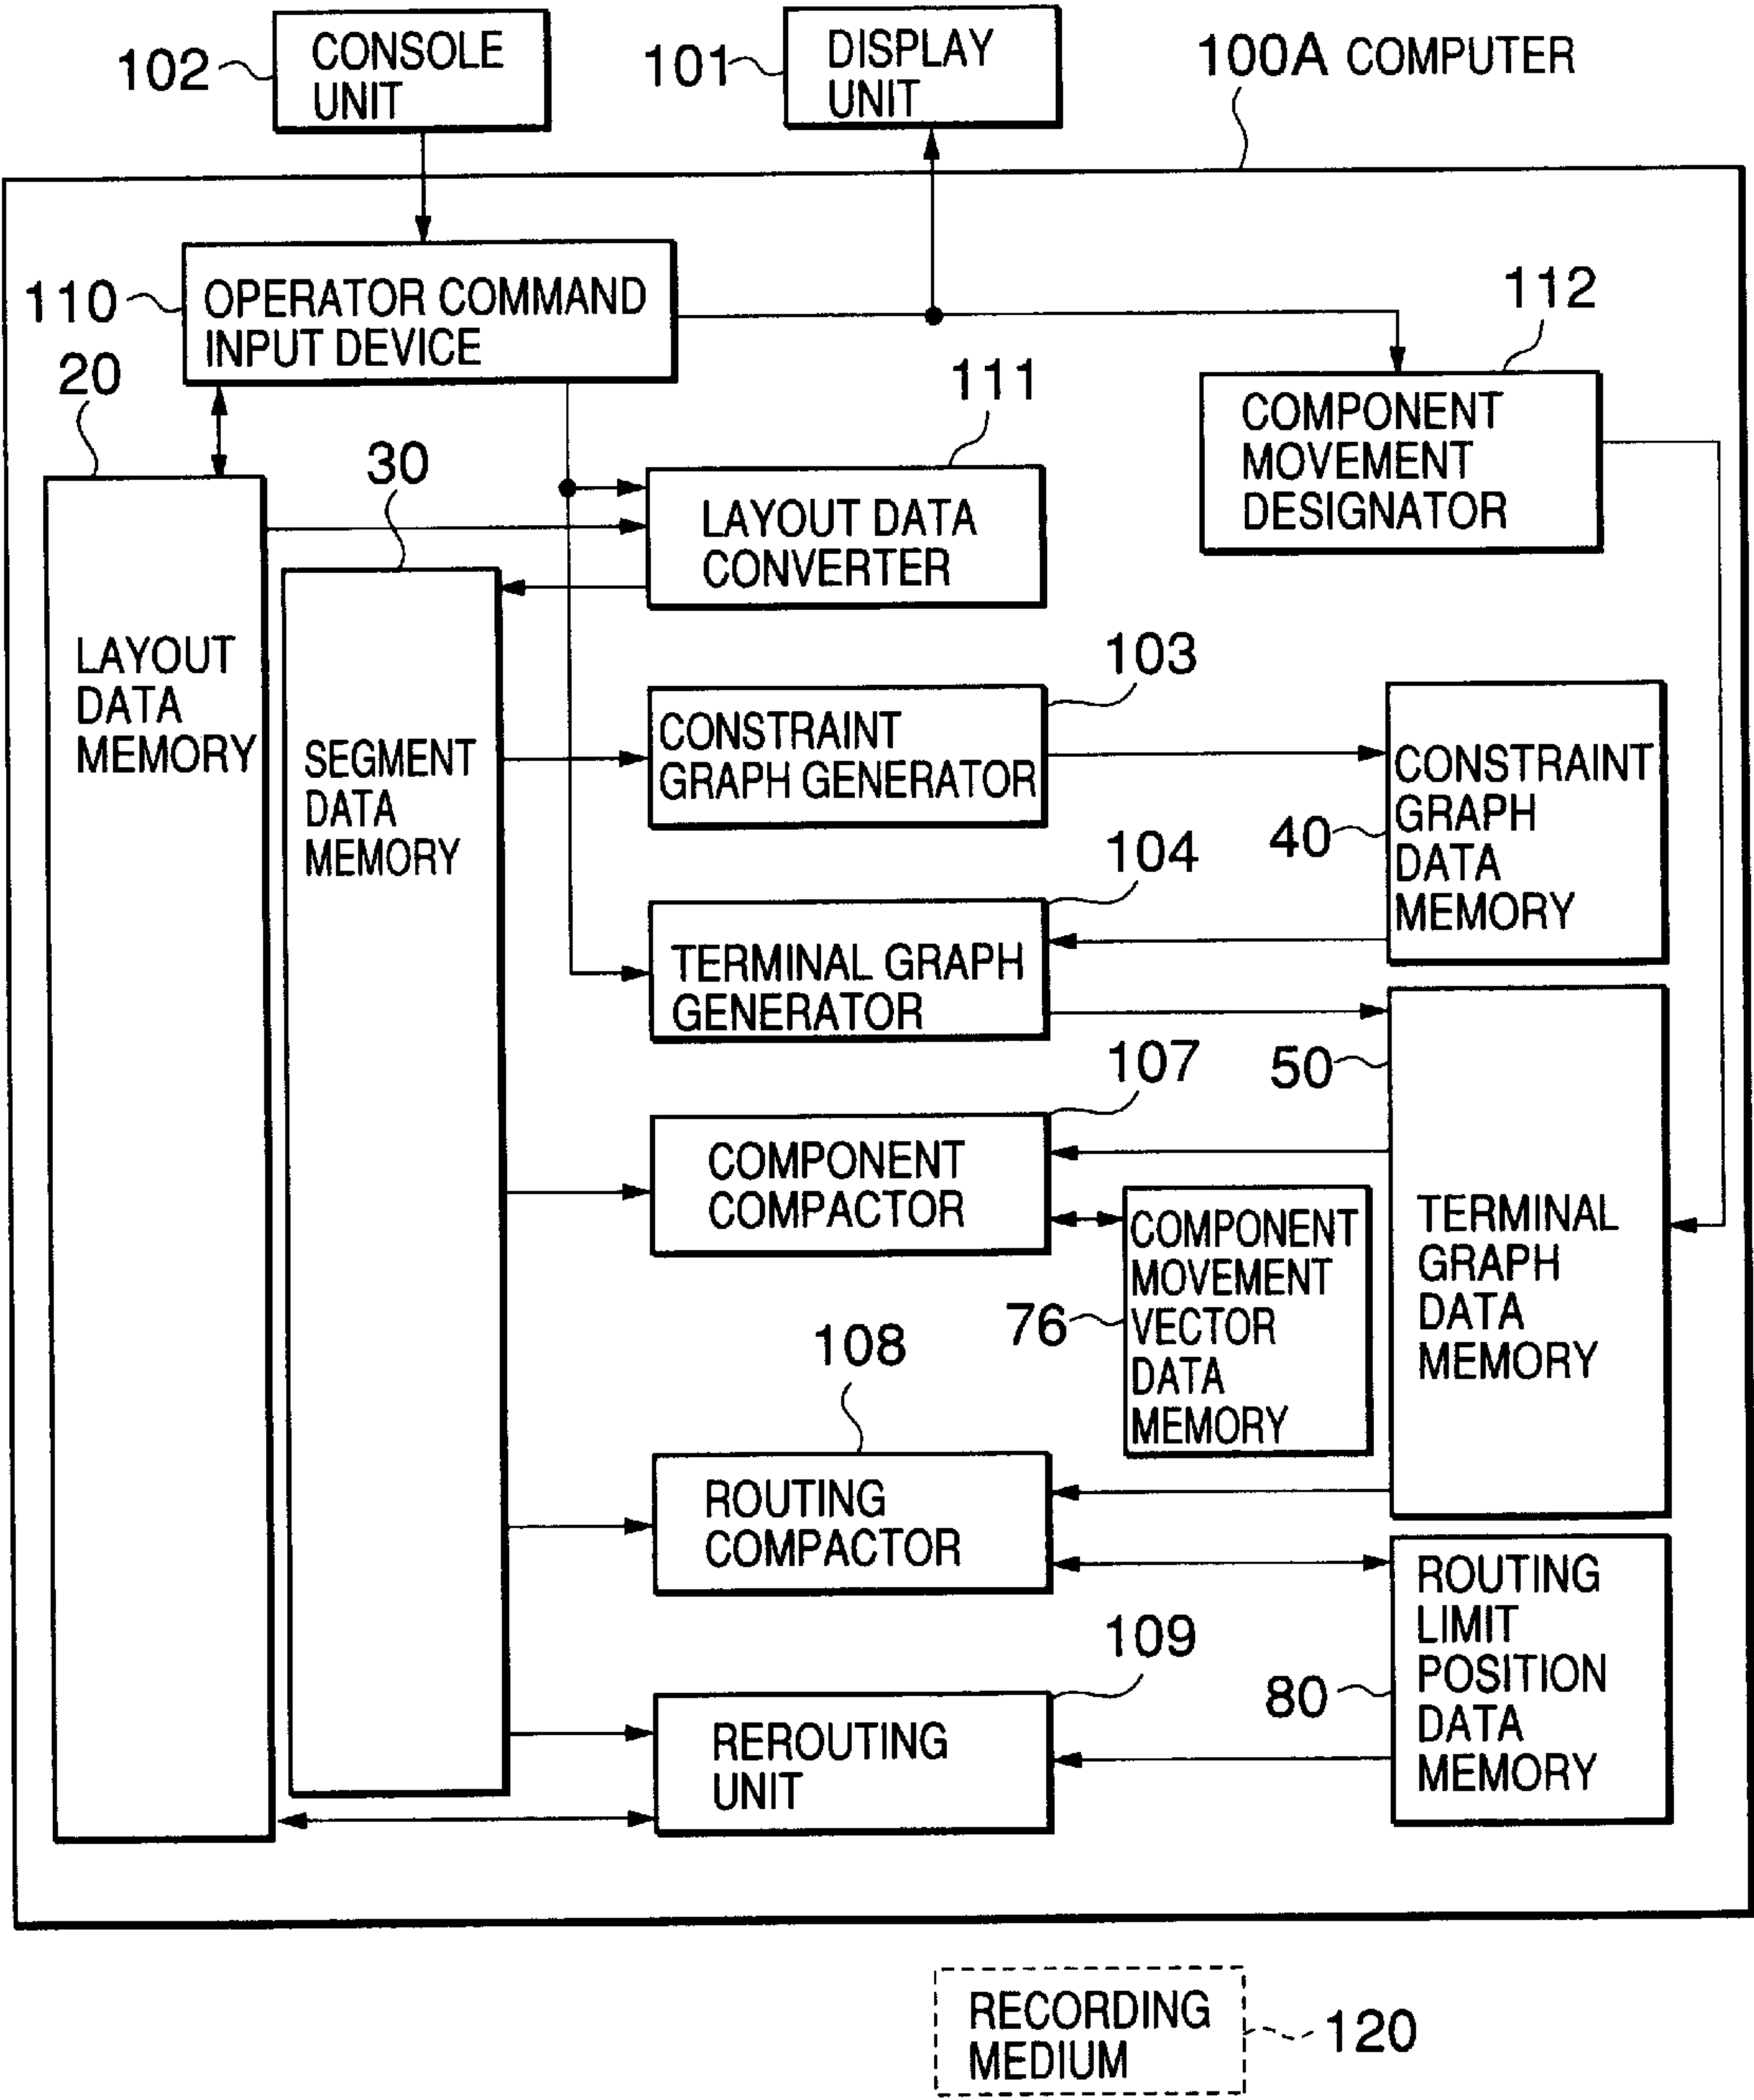 102
CONSOLE
UNIT
101
DISPLAY
UNIT
100A COMPUTER
110
OPERATOR COMMAND
INPUT DEVICE
112
COMPONENT
MOVEMENT
DESIGNATOR
20
LAYOUT
DATA
MEMORY
30
SEGMENT
DATA
MEMORY
111
LAYOUT DATA
CONVERTER
103
CONSTRAINT
GRAPH GENERATOR
40
CONSTRAINT
GRAPH
DATA
MEMORY
104
TERMINAL GRAPH
GENERATOR
50
TERMINAL
GRAPH
DATA
MEMORY
107
COMPONENT
COMPACTOR
76
COMPONENT
MOVEMENT
VECTOR
DATA
MEMORY
108
ROUTING
COMPACTOR
80
ROUTING
LIMIT
POSITION
DATA
MEMORY
109
REROUTING
UNIT
RECORDING
MEDIUM
120